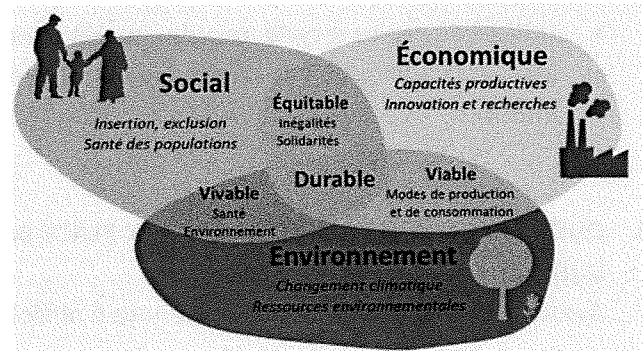 Économique
Capacités productives
Innovation et recherches
Social
Insertion, exclusion
Santé des populations
Équitable
Inégalités
Solidarités
Durable
Viable
Modes de production
et de consommation
Vivable
Santé
Environnement
Environnement
Changement climatique
Ressources environnementales